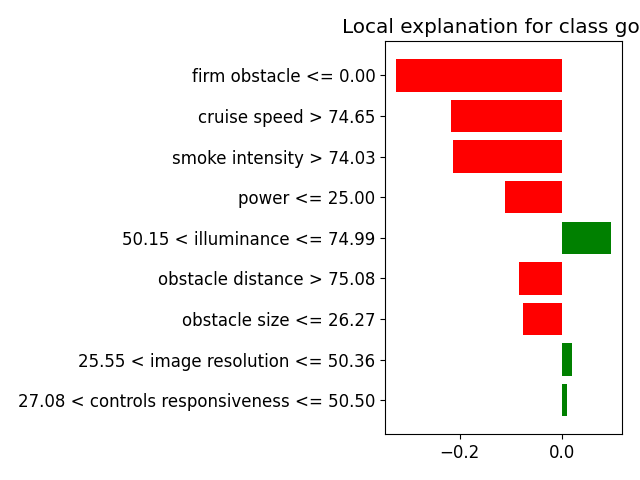 Local explanation for class go
firm obstacle <= 0.00
cruise speed > 74.65
smoke intensity > 74.03
power <= 25.00
50.15 < illuminance <= 74.99
obstacle distance > 75.08
obstacle size <= 26.27
25.55 < image resolution <= 50.36
27.08 < controls responsiveness <= 50.50
−0.2 0.0